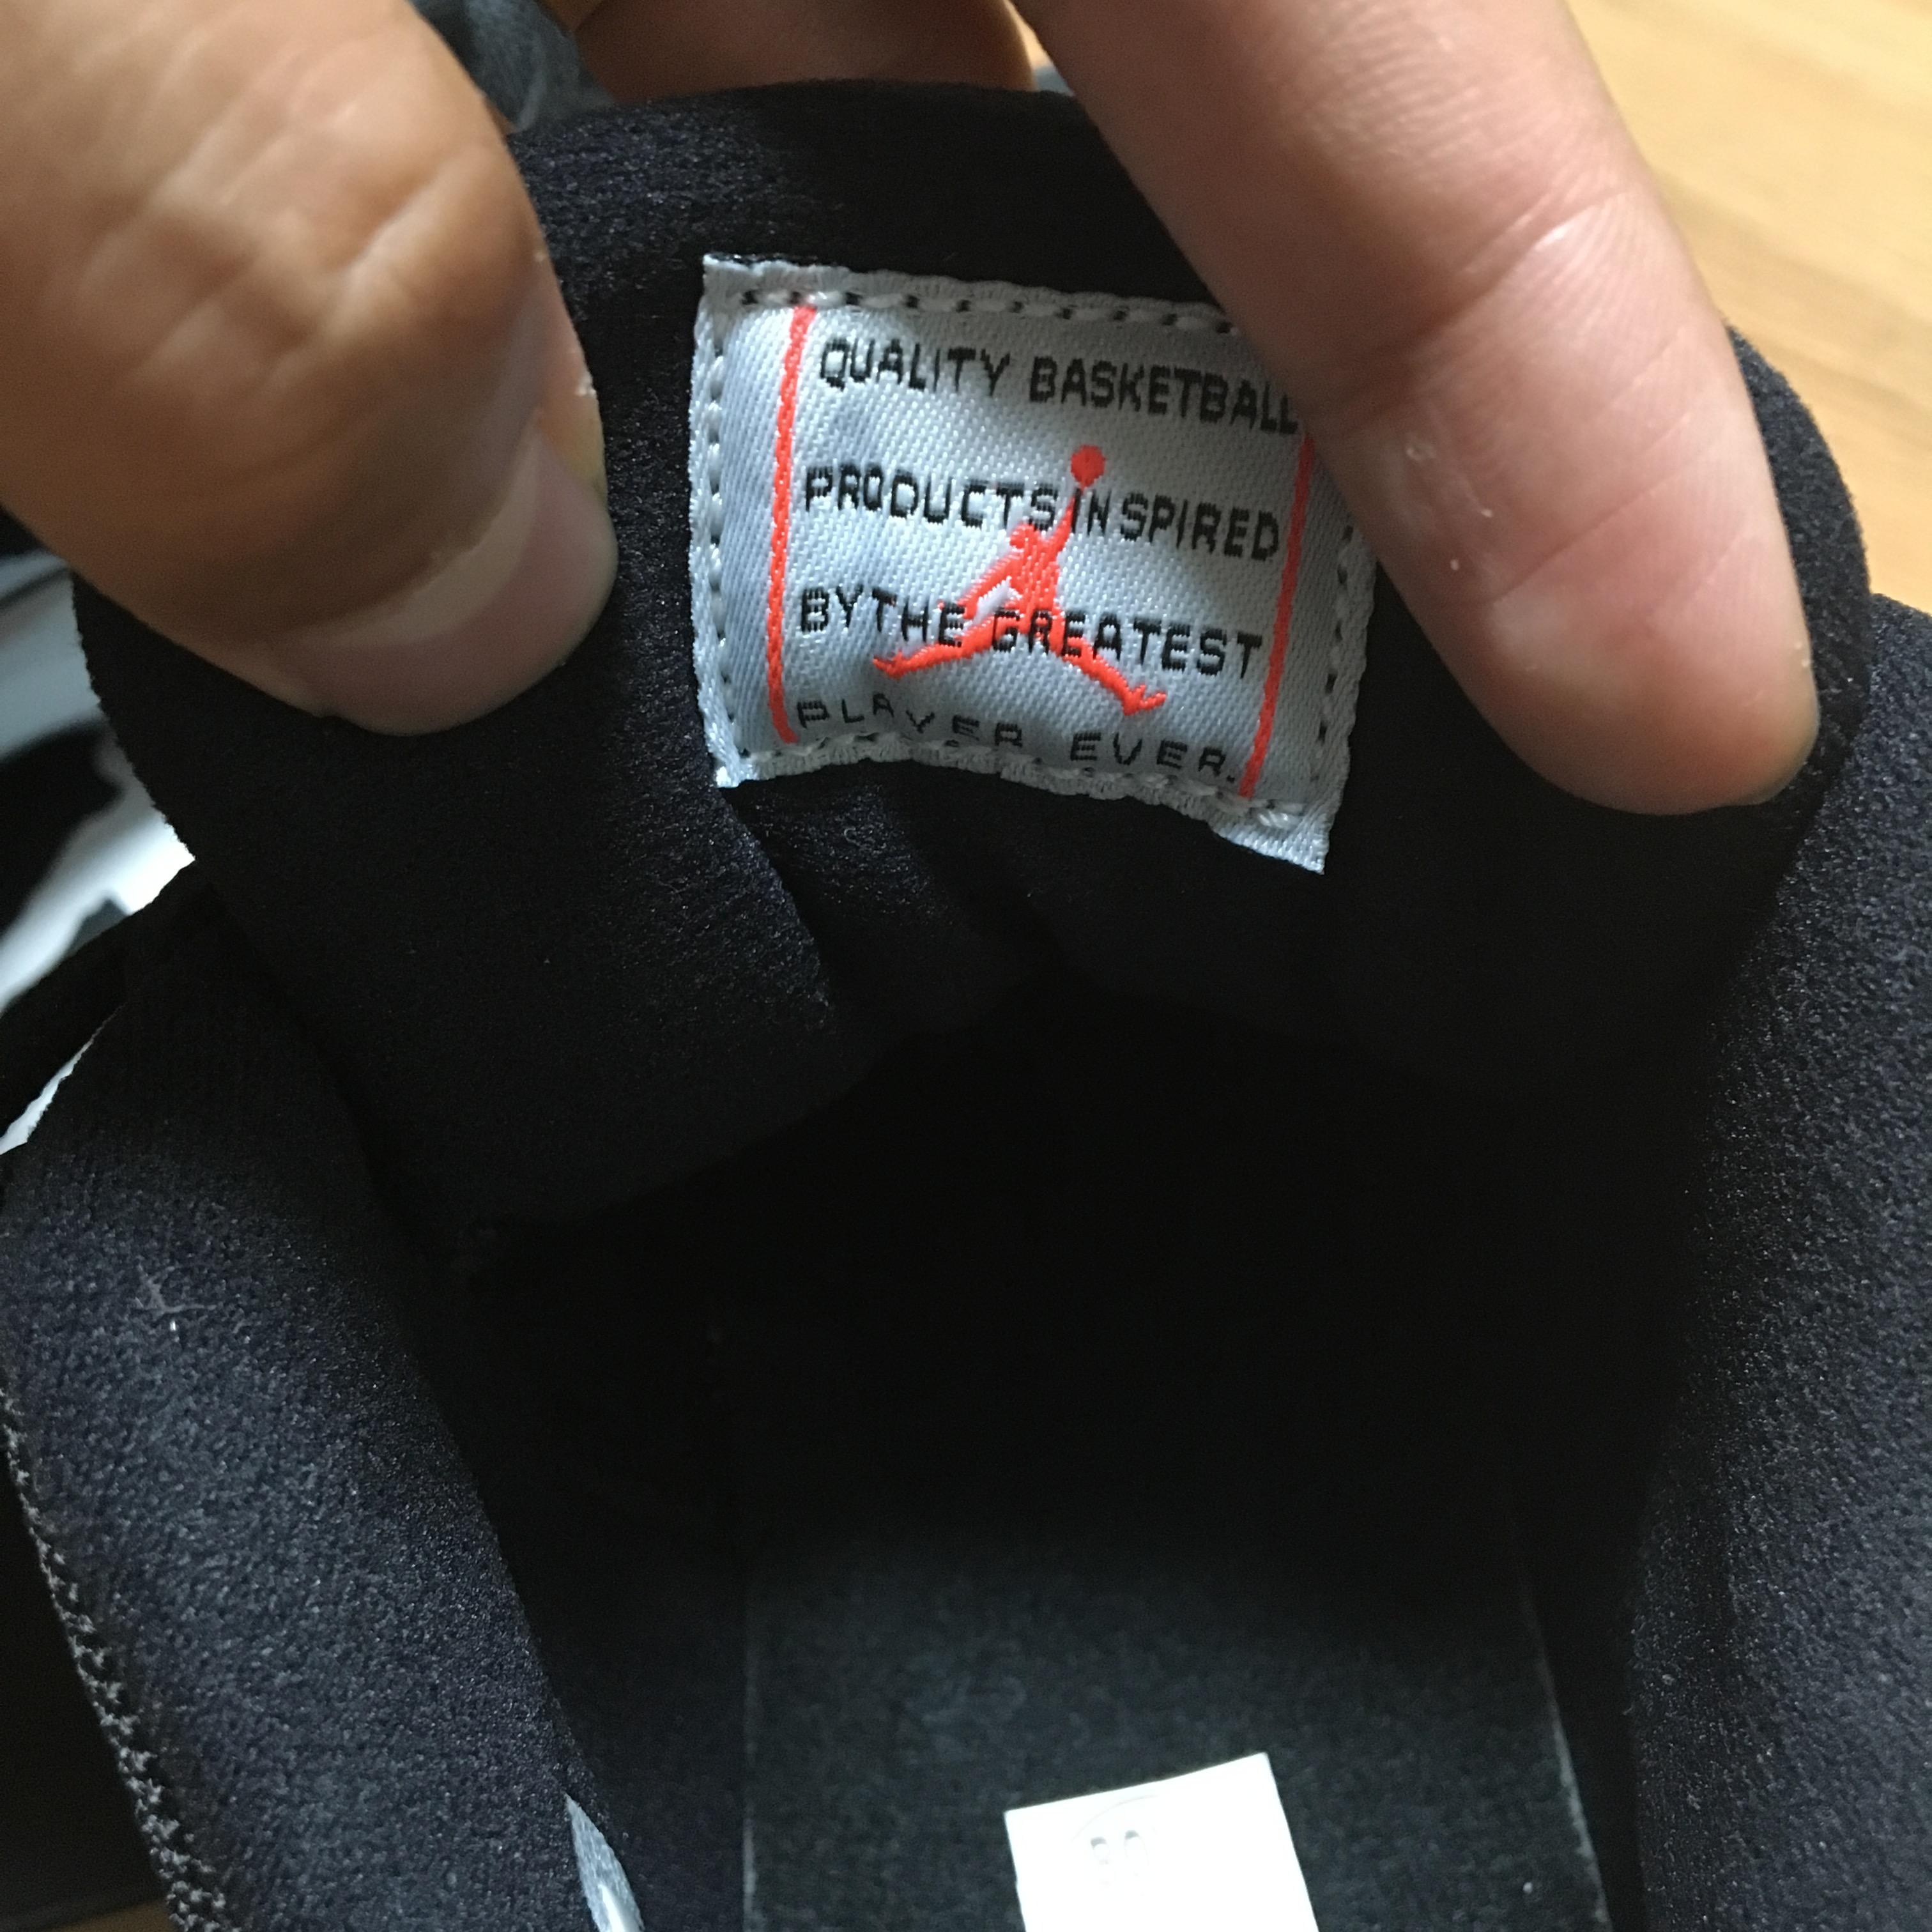 QUALITY BASKETBALL
PRODUCTS INSPIRED
BY THE GREATEST
PLAYER EVER.